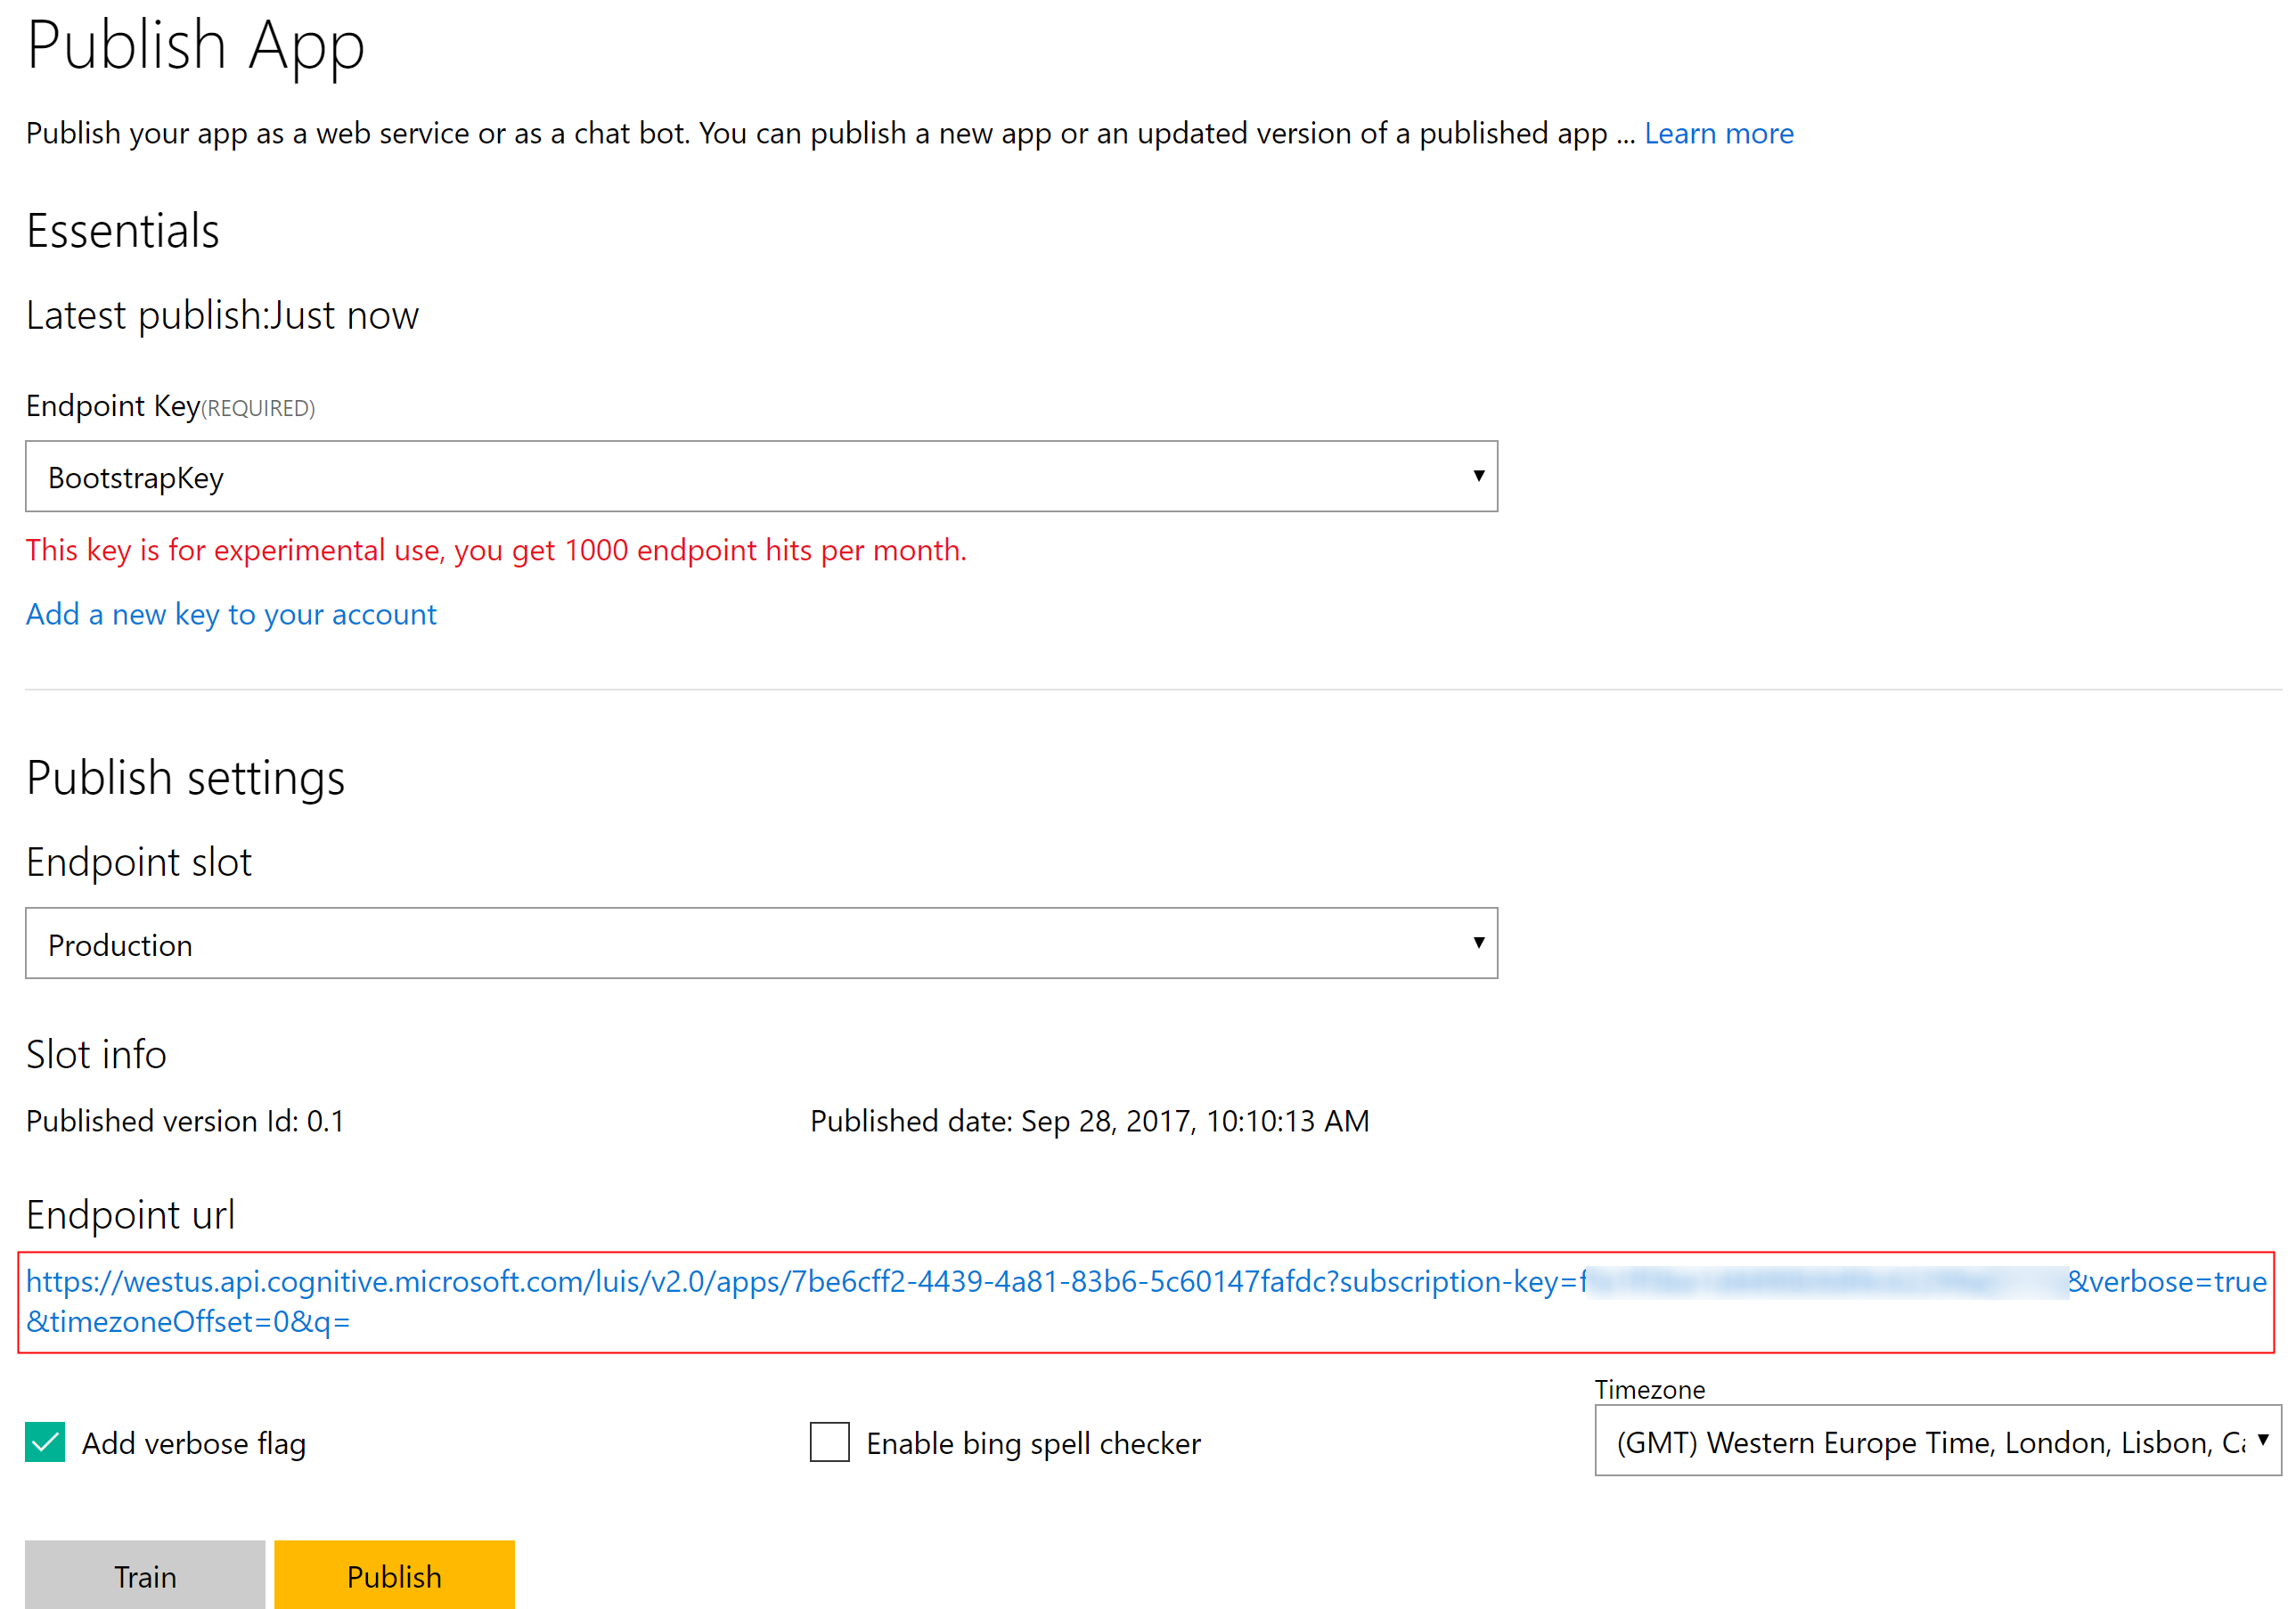 Publish App
Publish your app as a web service or as a chat bot. You can publish a new app or an updated version of a published app ... Learn more
Essentials
Latest publish:Just now
Endpoint Key(REQUIRED)
BootstrapKey
This key is for experimental use, you get 1000 endpoint hits per month.
Add a new key to your account
Publish settings
Endpoint slot
Production
Slot info
Published version Id: 0.1 Published date: Sep 28, 2017, 10:10:13 AM
Endpoint url
https://westus.api.cognitive.microsoft.com/luis/v2.0/apps/7be6cff2-4439-4a81-83b6-5c60147fafdc?subscription-key=f &verbose=true
&timezoneOffset=0&q=
Timezone
Add verbose flag Enable bing spell checker (GMT) Western Europe Time, London, Lisbon, Ca
Train Publish